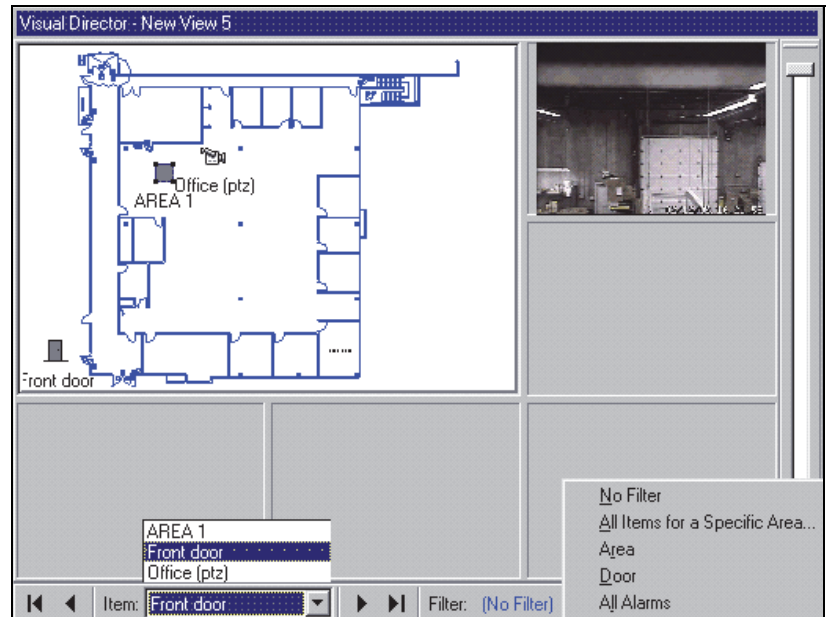 Visual Director - New View 5
Office (ptz)
AREA 1
Front door
AREA 1
Front door
Office (ptz)
Item: Front door
Filter: (No Filter)
No Filter
All Items for a Specific Area...
Area
Door
All Alarms